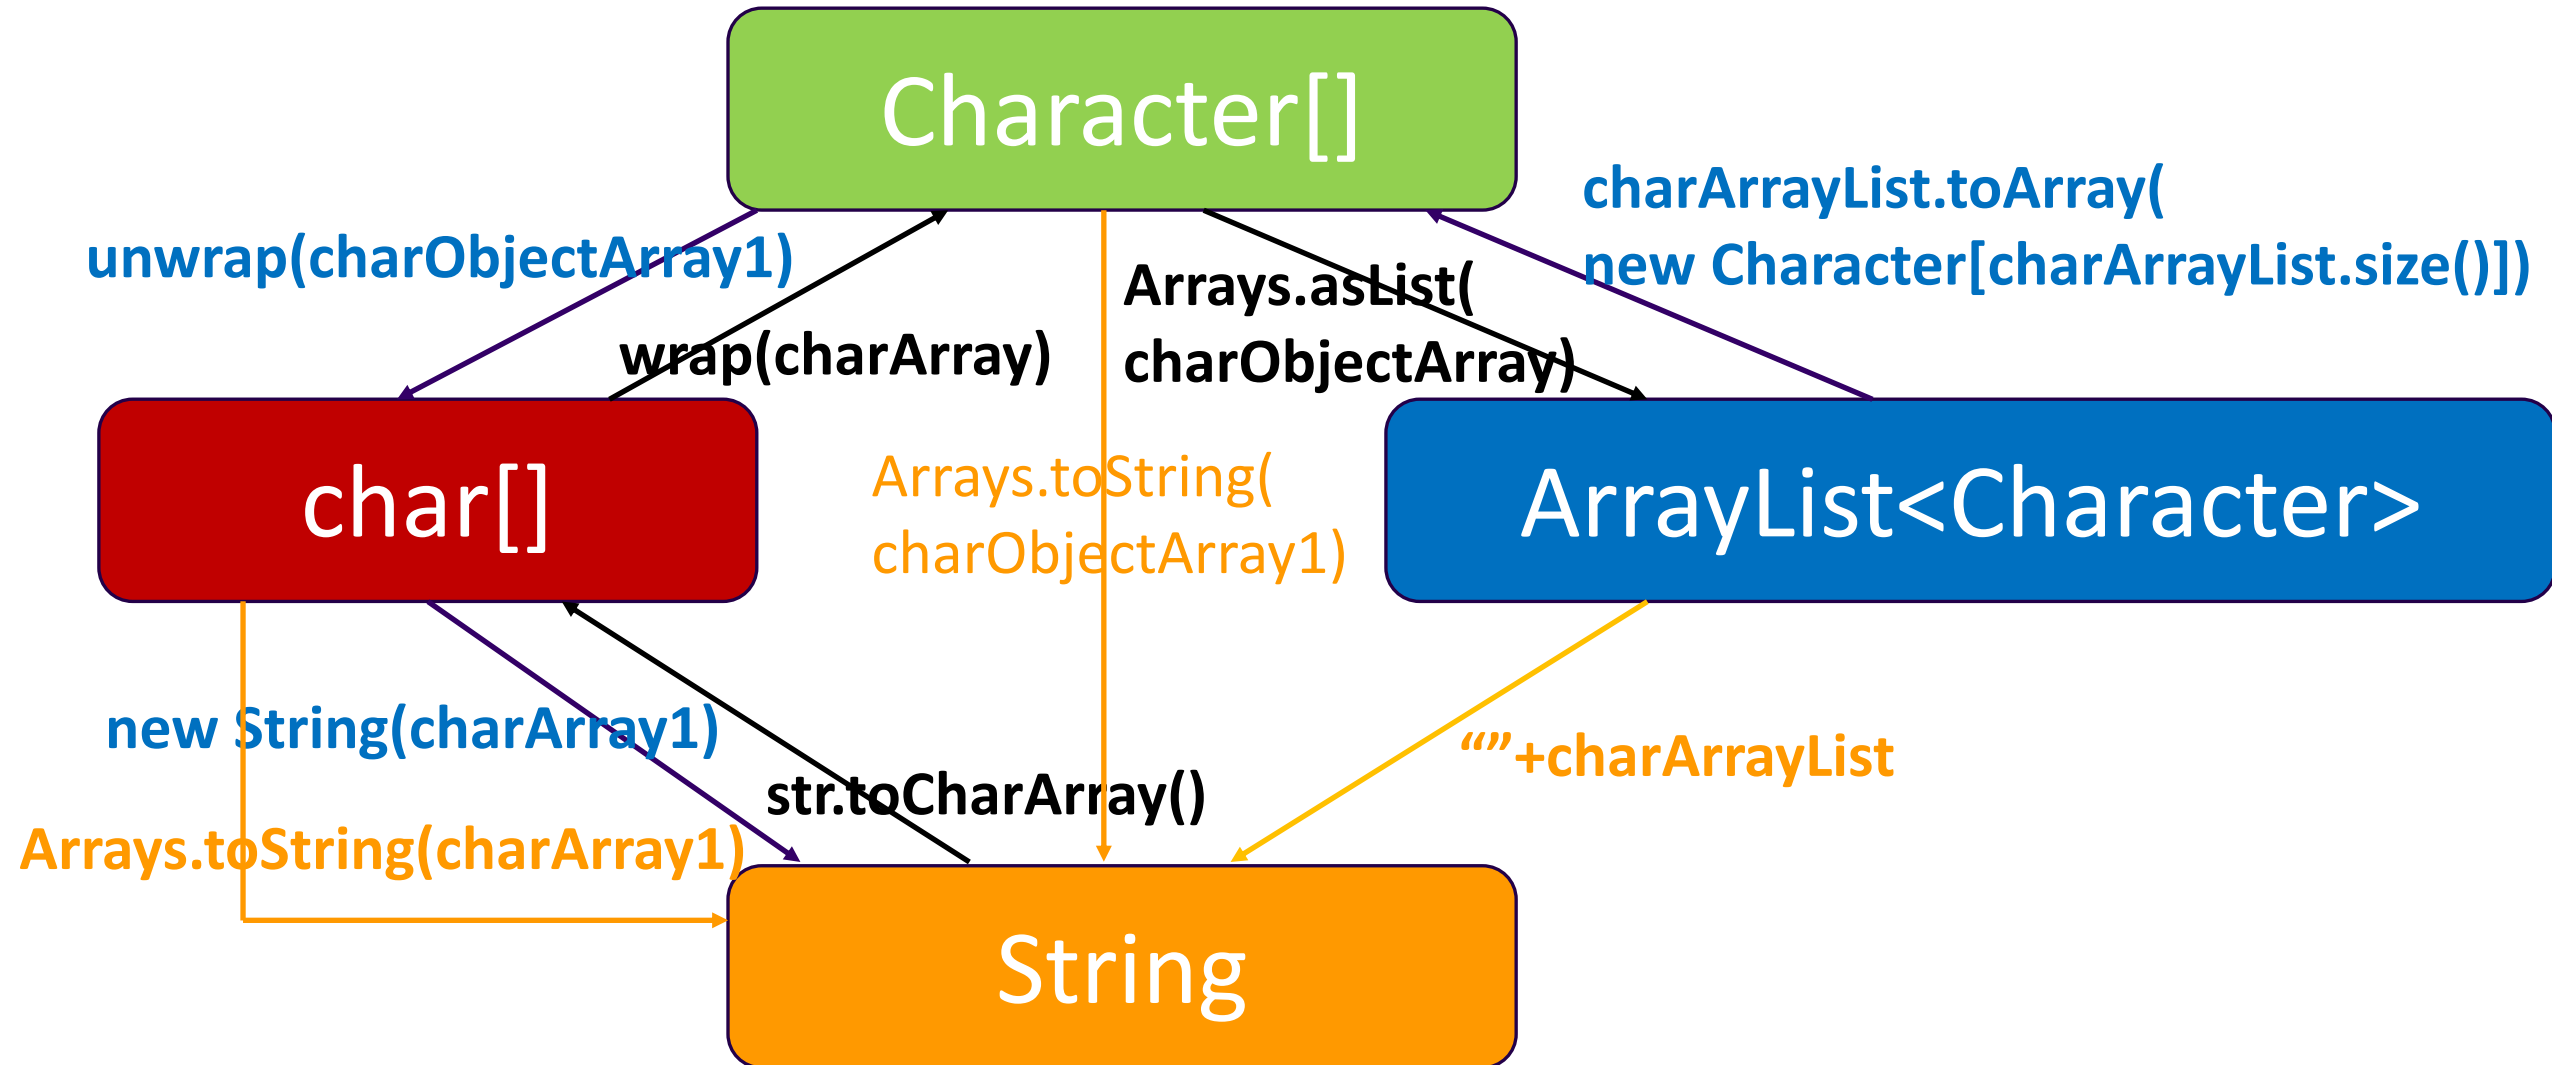 Character[]
charArrayList.toArray(
new Character[charArrayList.size()])
unwrap(charObjectArray1)
Arrays.asList(
charObjectArray)
wrap(charArray)
char[]
Arrays.toString(
charObjectArray1)
ArrayList<Character>
new String(charArray1)
“”+charArrayList
str.toCharArray()
Arrays.toString(charArray1)
String